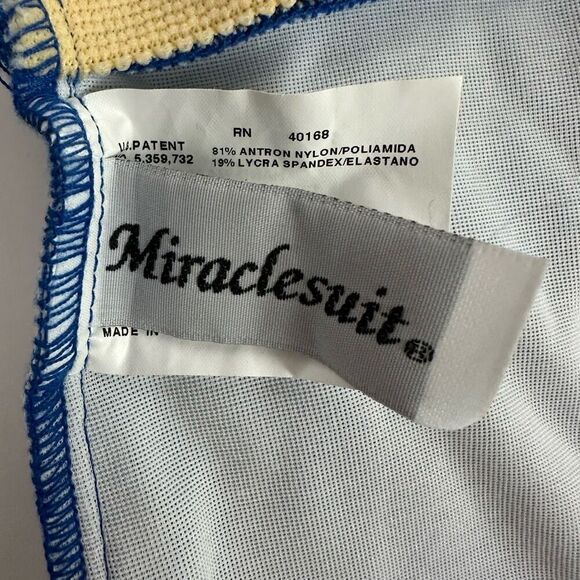 RN 40168
PATENT 81% ANTRON NYLON/POLIAMIDA
5,359,732 19% LYCRA SPANDEX/ELASTANO
Miraclesuit®
MADE IN